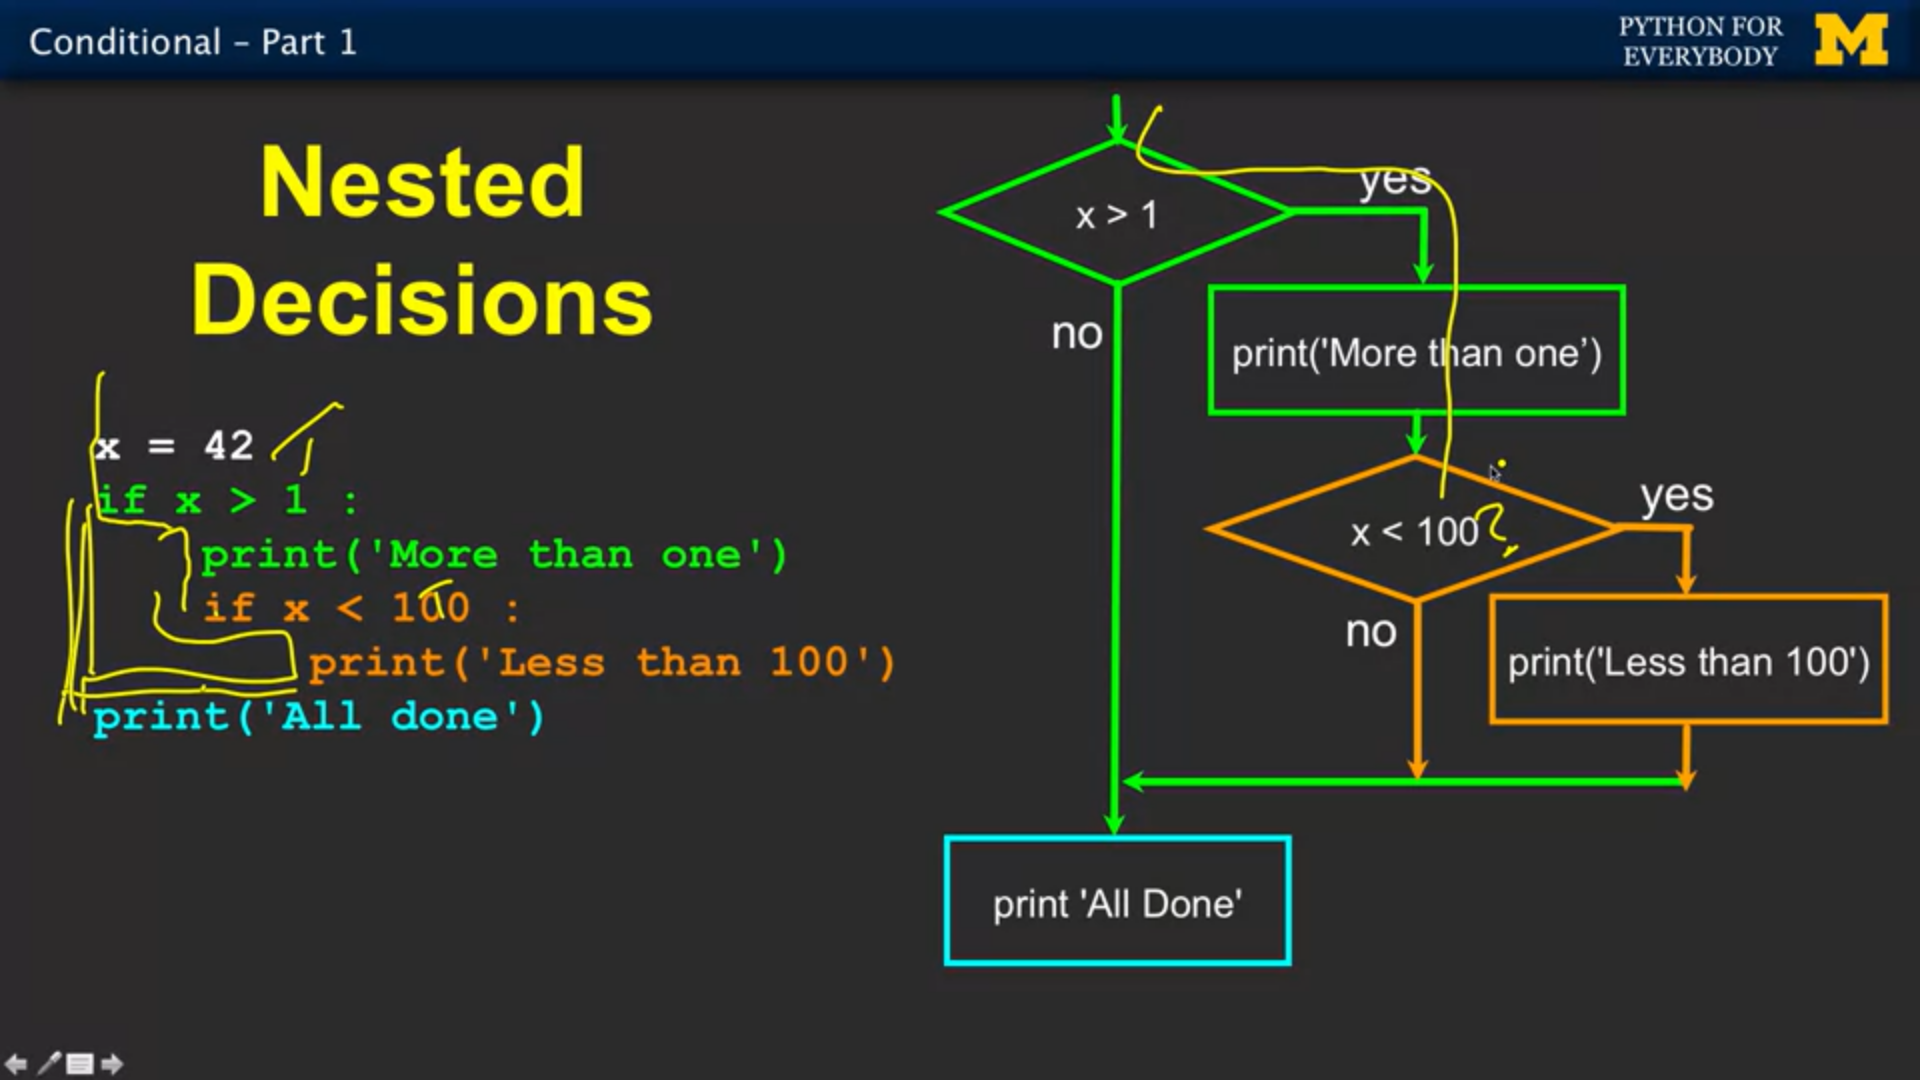 Conditional – Part 1
PYTHON FOR
EVERYBODY
M
Nested
Decisions
x = 42
if x > 1 :
print('More than one')
if x < 100 :
print('Less than 100')
print('All done')
x > 1
yes
no
print('More than one’)
x < 100
?
yes
no
print('Less than 100')
print 'All Done'